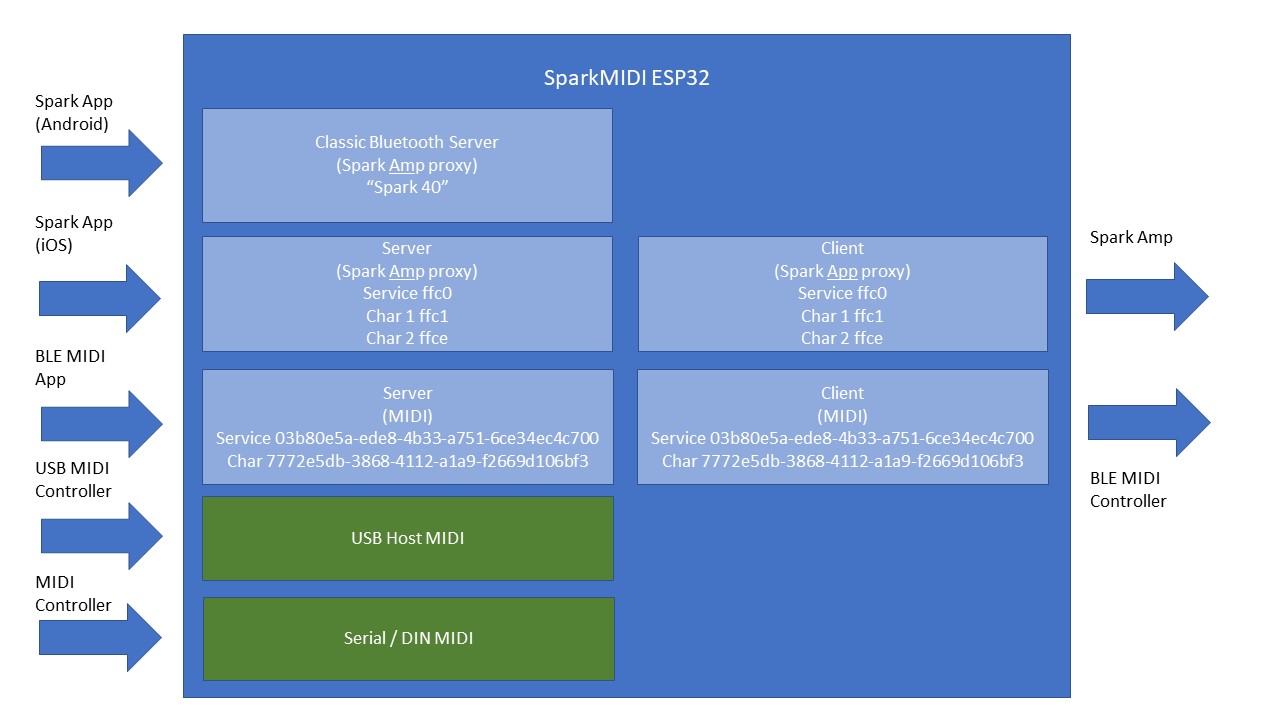 SparkMIDI ESP32
Spark App
(Android)
Classic Bluetooth Server
(Spark Amp proxy)
“Spark 40”
Spark App
(iOS)
Server
(Spark Amp proxy)
Service ffc0
Char 1 ffc1
Char 2 ffce
Client
(Spark App proxy)
Service ffc0
Char 1 ffc1
Char 2 ffce
Spark Amp
BLE MIDI
App
Server
(MIDI)
Service 03b80e5a-ede8-4b33-a751-6ce34ec4c700
Char 7772e5db-3868-4112-a1a9-f2669d106bf3
Client
(MIDI)
Service 03b80e5a-ede8-4b33-a751-6ce34ec4c700
Char 7772e5db-3868-4112-a1a9-f2669d106bf3
BLE MIDI
Controller
USB MIDI
Controller
USB Host MIDI
MIDI
Controller
Serial / DIN MIDI